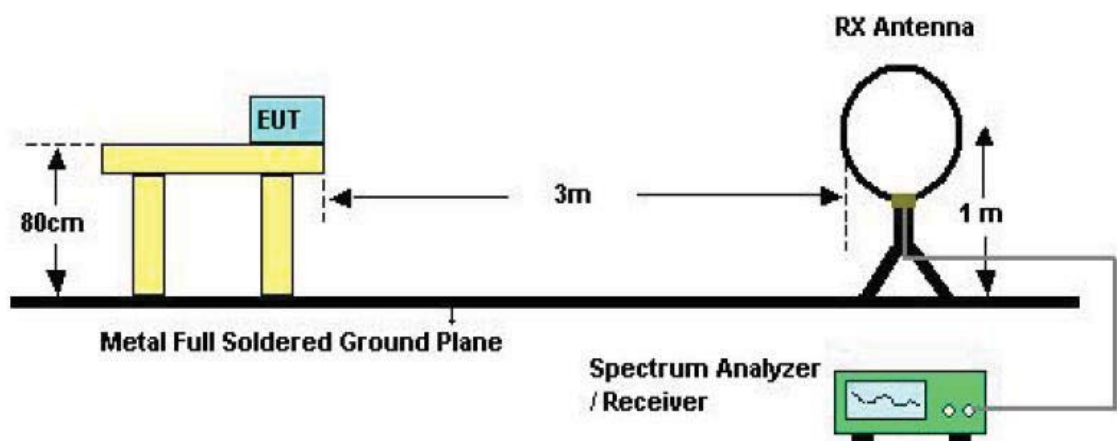 RX Antenna
EUT
80cm
3m
1 m
Metal Full Soldered Ground Plane
Spectrum Analyzer
/ Receiver